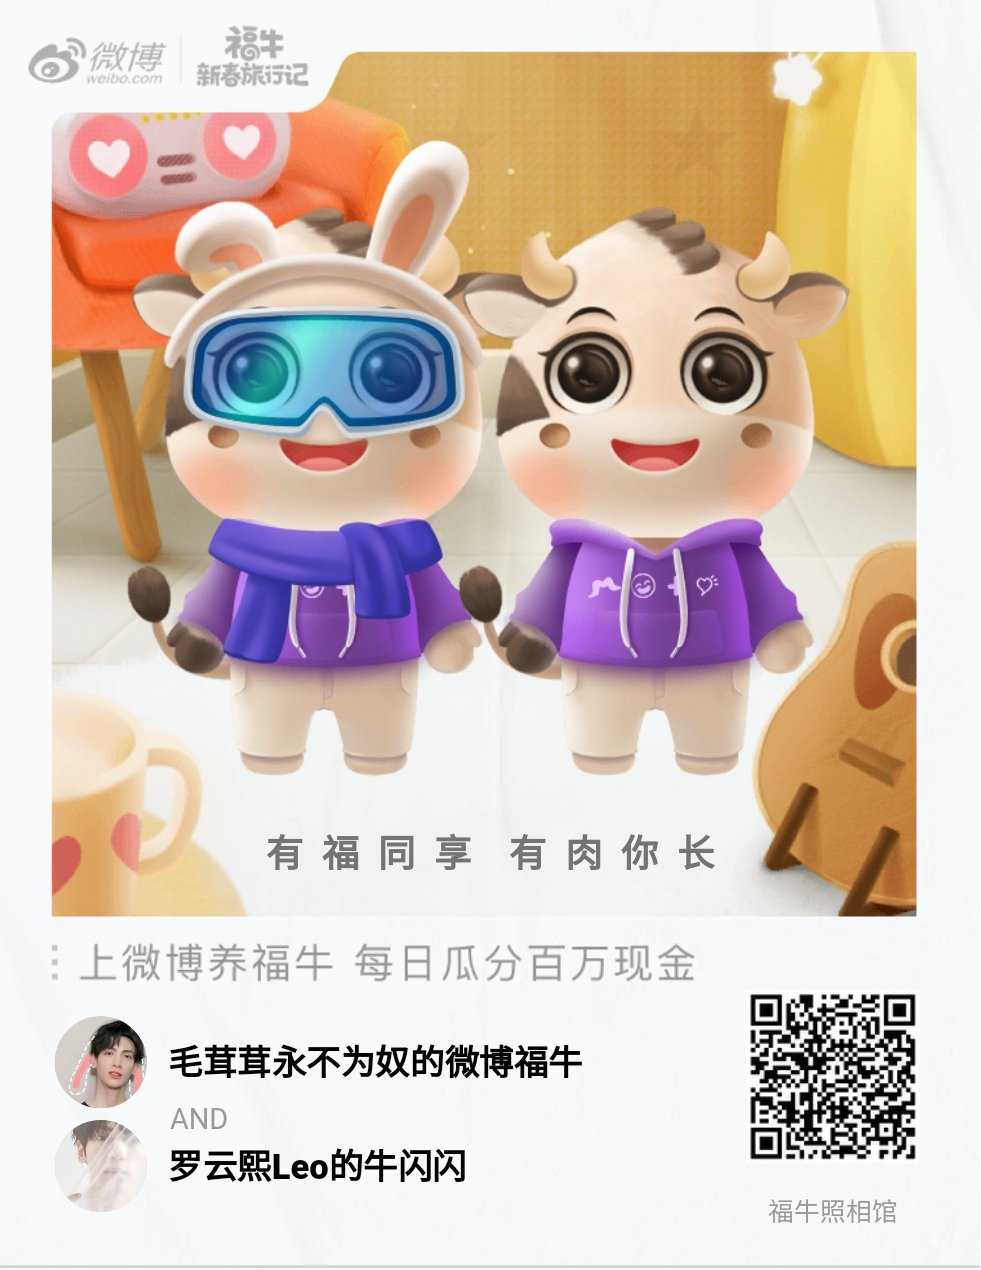 微博
weibo.com
福牛
新春旅行记
有福同享 有肉你长
上微博养福牛 每日瓜分百万现金
毛茸茸永不为奴的微博福牛
AND
罗云熙Leo的牛闪闪
福牛照相馆